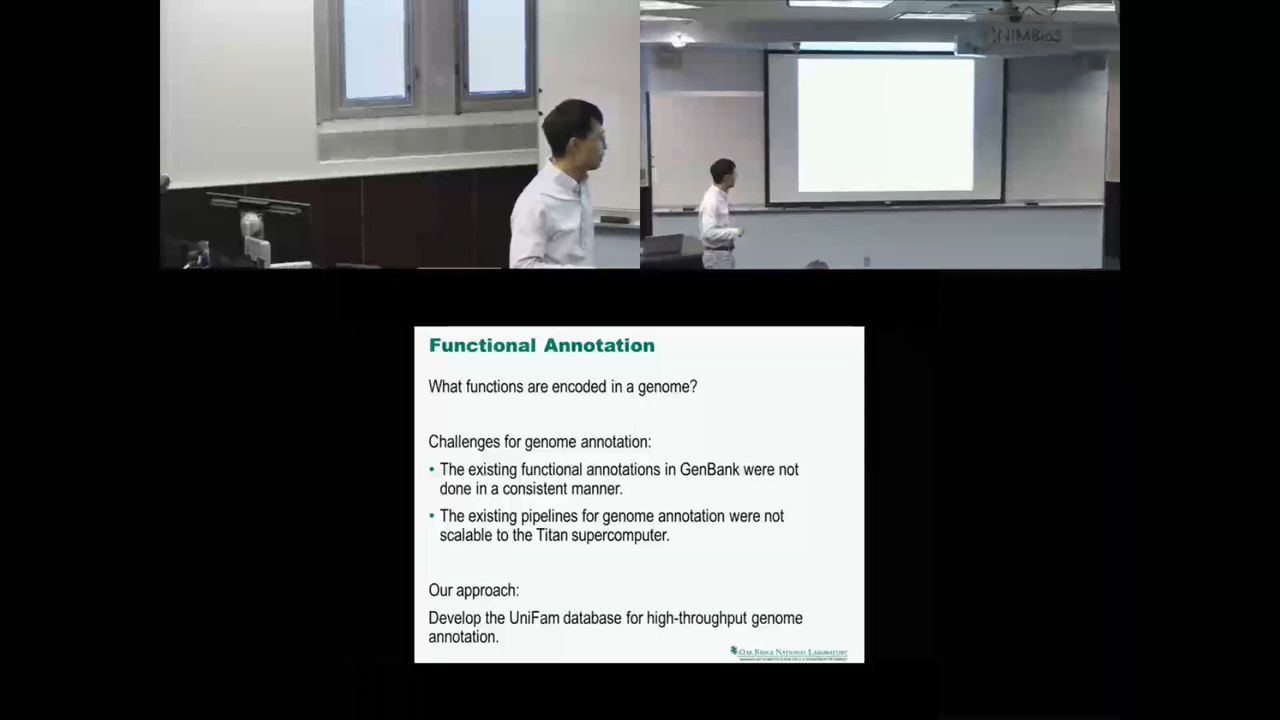 NIMBioS
Functional Annotation
What functions are encoded in a genome?
Challenges for genome annotation:
• The existing functional annotations in GenBank were not
done in a consistent manner.
• The existing pipelines for genome annotation were not
scalable to the Titan supercomputer.
Our approach:
Develop the UniFam database for high-throughput genome
annotation.
OAK RIDGE NATIONAL LABORATORY